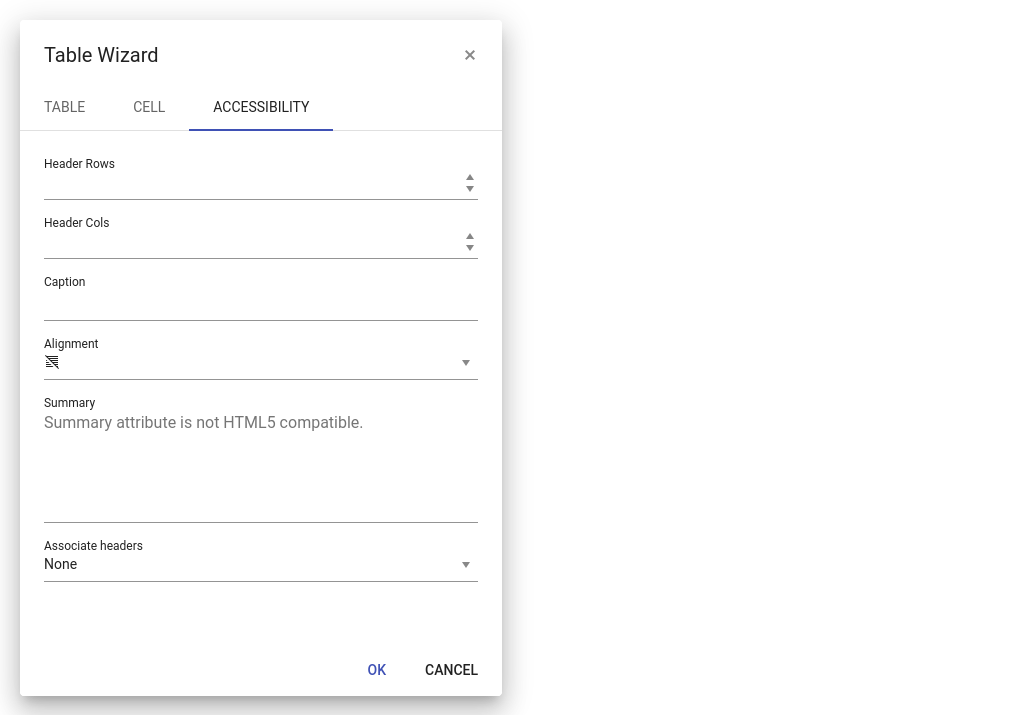 Table Wizard
TABLE CELL ACCESSIBILITY
Header Rows
Header Cols
Caption
Alignment
Summary
Summary attribute is not HTML5 compatible.
Associate headers
None
OK CANCEL